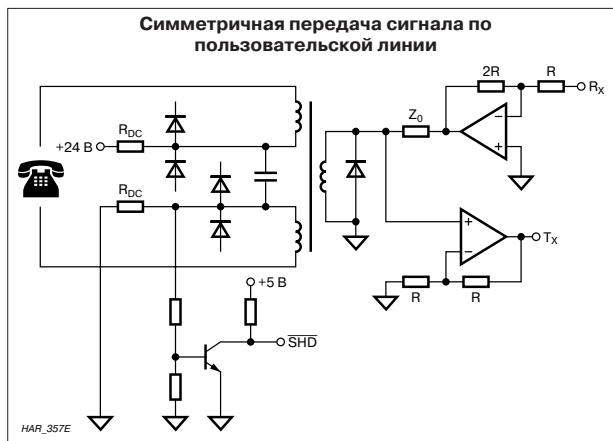 Симметричная передача сигнала по
пользовательской линии
2R
R
RX
Z0
−
+
RDC
+24 В
RDC
+
−
TX
R
R
+5 В
SHD
HAR_357E